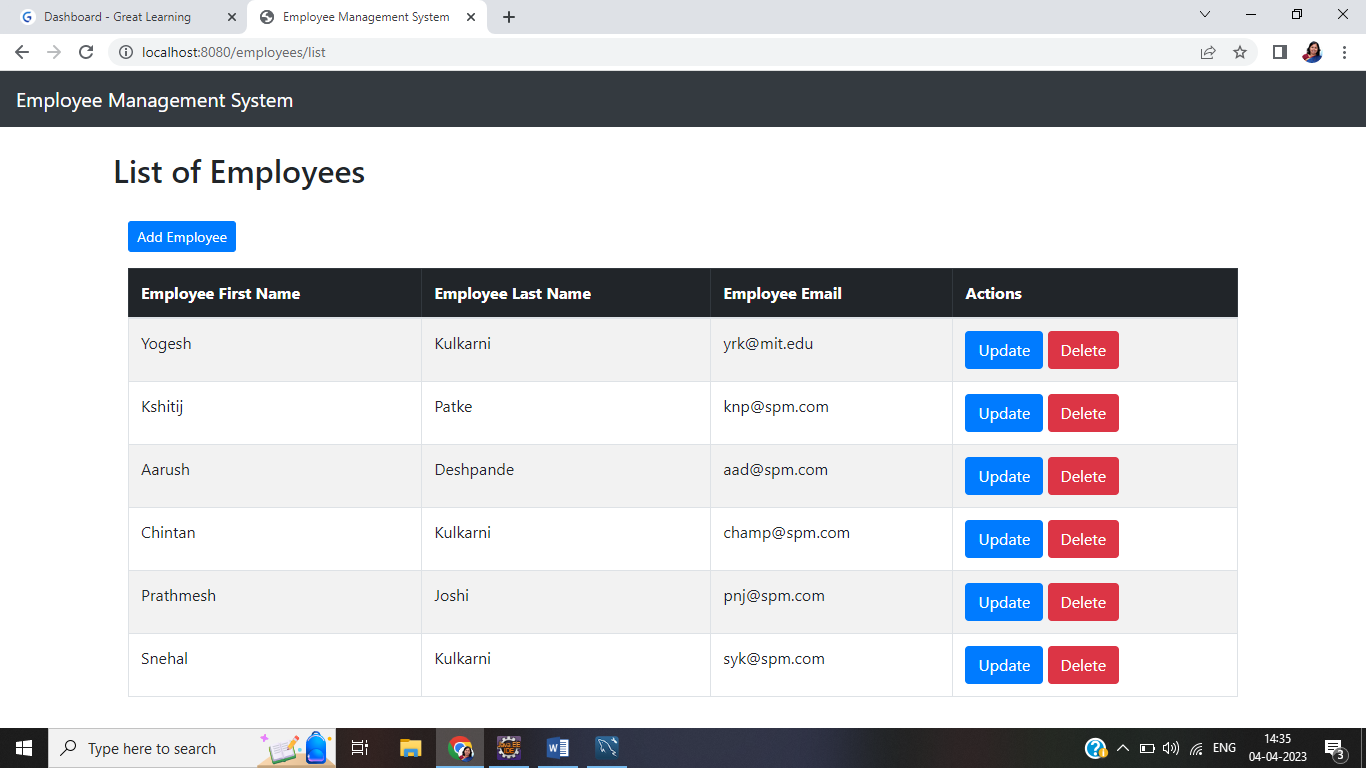 Dashboard - Great Learning
Employee Management System
localhost:8080/employees/list
Employee Management System
List of Employees
Add Employee
Employee First Name Employee Last Name Employee Email Actions
Yogesh Kulkarni yrk@mit.edu Update Delete
Kshitij Patke knp@spm.com Update Delete
Aarush Deshpande aad@spm.com Update Delete
Chintan Kulkarni champ@spm.com Update Delete
Prathmesh Joshi pnj@spm.com Update Delete
Snehal Kulkarni syk@spm.com Update Delete
Type here to search
ENG
14:35
04-04-2023
3